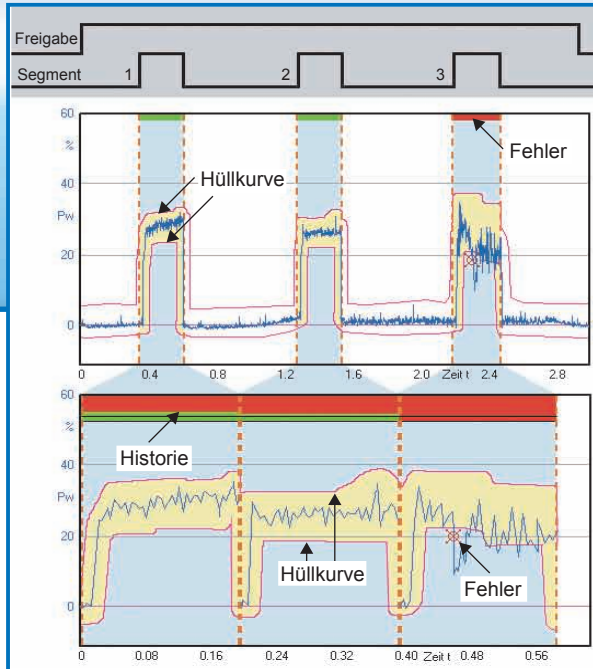 Freigabe
Segment 1 2 3
60
%
Fehler
Hüllkurve
40
Pw
20
0
0 0.4 0.8 1.2 1.6 2.0 Zeit t 2.4 2.8
60
%
Historie
40
Pw
20
Hüllkurve
Fehler
0
0 0.08 0.16 0.24 0.32 0.40 Zeit t 0.48 0.56